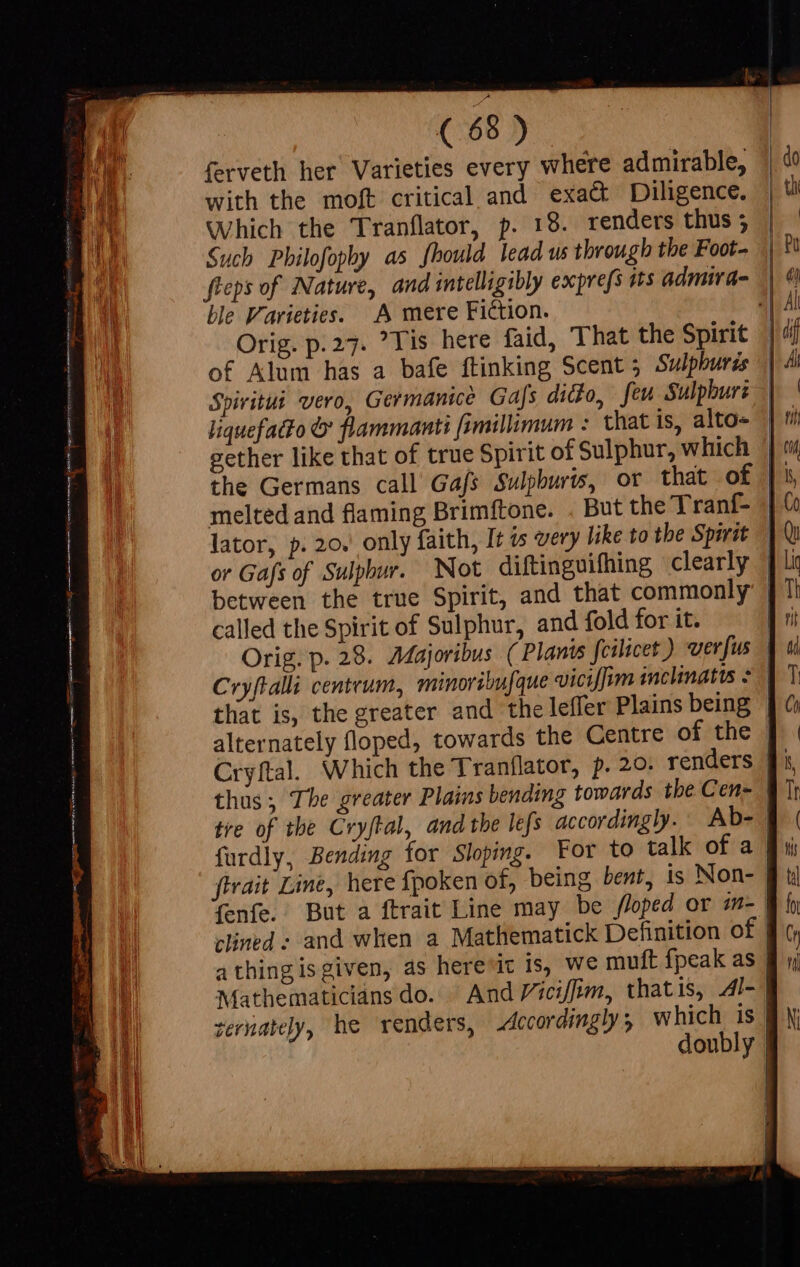 ( 68 )
ſerveth her Varieties every where admirable,
with the moſt critical and exact Diligence.
Which the Tranſlator, p. 18. renders thus ;
Such Philoſophy as ſhould lead us through the Foot-
ſteps of Nature, and intelligibly expreſs its admira-
ble Varieties. A mere Fiction.
Orig. p. 27. 'Tis here ſaid, That the Spirit
of Alum has a baſe ſtinking Scent ; Sulphuris
Spiritui vero, Germanicè Gaſs dicto, ſeu Sulphuri
liquefacto & flammanti ſimillimum : that is, alto-
gether like that of true Spirit of Sulphur, which
the Germans call Gaſs Sulphuris, or that of
melted and flaming Brimſtone. But the Tranſ-
lator, p. 20. only ſaith, It is very like to the Spirit
or Gaſs of Sulphur. Not diſtinguiſhing clearly
between the true Spirit, and that commonly
called the Spirit of Sulphur, and ſold for it.
Orig. p. 28. Majoribus ( Planis ſcilicet ) verſus
Cryſtalli centrum, minoribuſque viciſſim inclinatis :
that is, the greater and the leſſer Plains being
alternately ſloped, towards the Centre of the
Cryſtal. Which the Tranſlator, p. 20. renders
thus ; The greater Plains bending towards the Cen-
tre of the Cryſtal, and the leſs accordingly. Ab-
ſurdly, Bending for Sloping. For to talk of a
ſtrait Line, here ſpoken of, being bent, is Non-
ſenſe. But a ſtrait Line may be ſloped or in-
clined : and when a Mathematick Definition of
a thing is given, as here it is, we muſt ſpeak as
Mathematicians do. And Viciſſim, that is, Al-
ternately, he renders, Accordingly ; which is
doubly